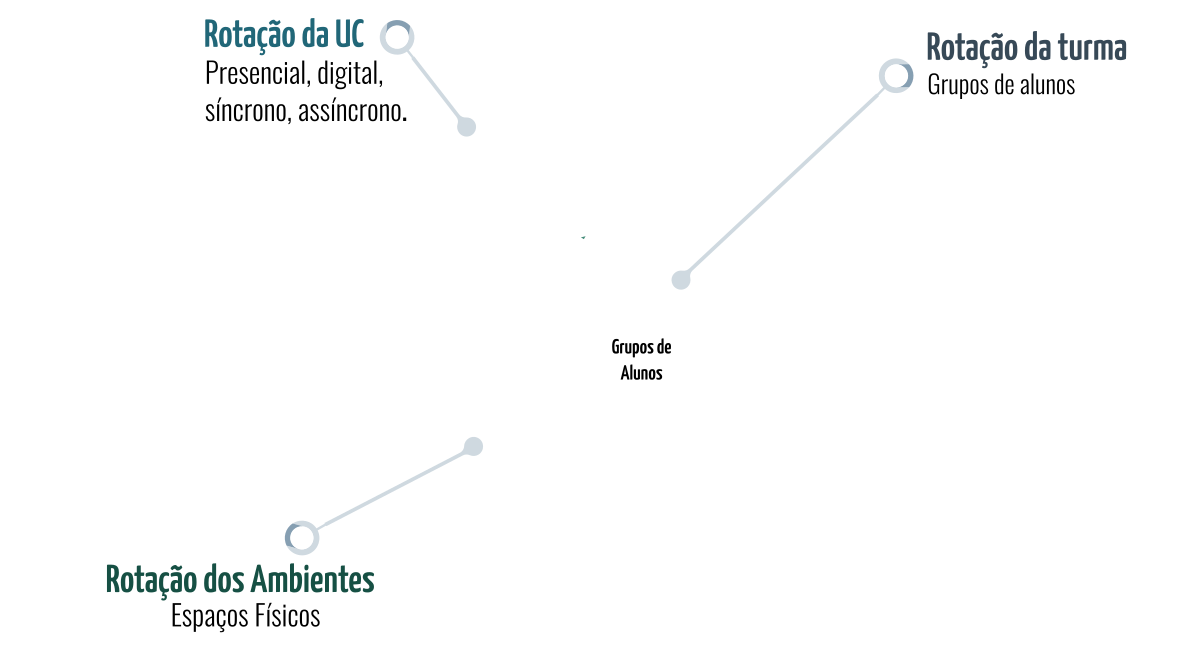 Rotação da UC
Presencial, digital,
síncrono, assíncrono.
Rotação da turma
Grupos de alunos
Grupos de
Alunos
Rotação dos Ambientes
Espaços Físicos